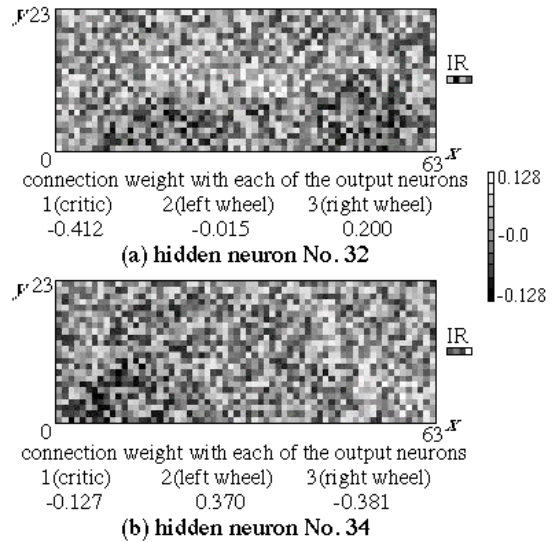 y 23
IR
0 63 x
connection weight with each of the output neurons
1(critic) 2(left wheel) 3(right wheel)
-0.412 -0.015 0.200
(a) hidden neuron No. 32
0.128
-0.0
-0.128
y 23
IR
0 63 x
connection weight with each of the output neurons
1(critic) 2(left wheel) 3(right wheel)
-0.127 0.370 -0.381
(b) hidden neuron No. 34